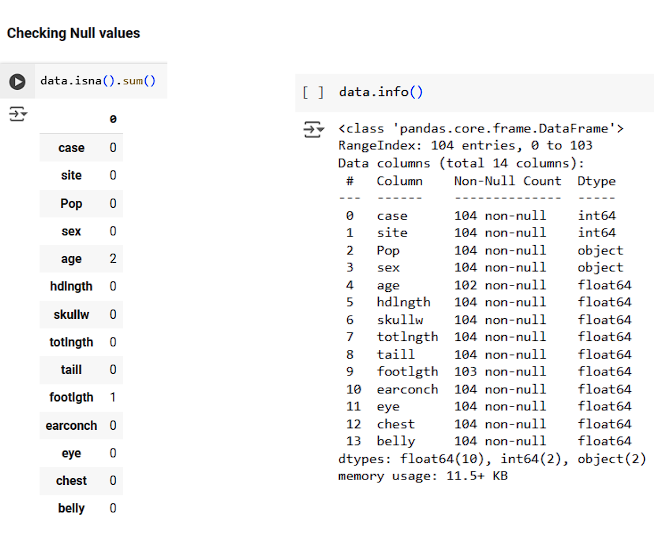 Checking Null values
data.isna().sum()
0
case 0
site 0
Pop 0
sex 0
age 2
hdlngth 0
skullw 0
totlngth 0
taill 0
footlgth 1
earconch 0
eye 0
chest 0
belly 0
[ ] data.info()
<class 'pandas.core.frame.DataFrame'>
RangeIndex: 104 entries, 0 to 103
Data columns (total 14 columns):
# Column Non-Null Count Dtype
--- ------ -------------- -----
0 case 104 non-null int64
1 site 104 non-null int64
2 Pop 104 non-null object
3 sex 104 non-null object
4 age 102 non-null float64
5 hdlngth 104 non-null float64
6 skullw 104 non-null float64
7 totlngth 104 non-null float64
8 taill 104 non-null float64
9 footlgth 103 non-null float64
10 earconch 104 non-null float64
11 eye 104 non-null float64
12 chest 104 non-null float64
13 belly 104 non-null float64
dtypes: float64(10), int64(2), object(2)
memory usage: 11.5+ KB